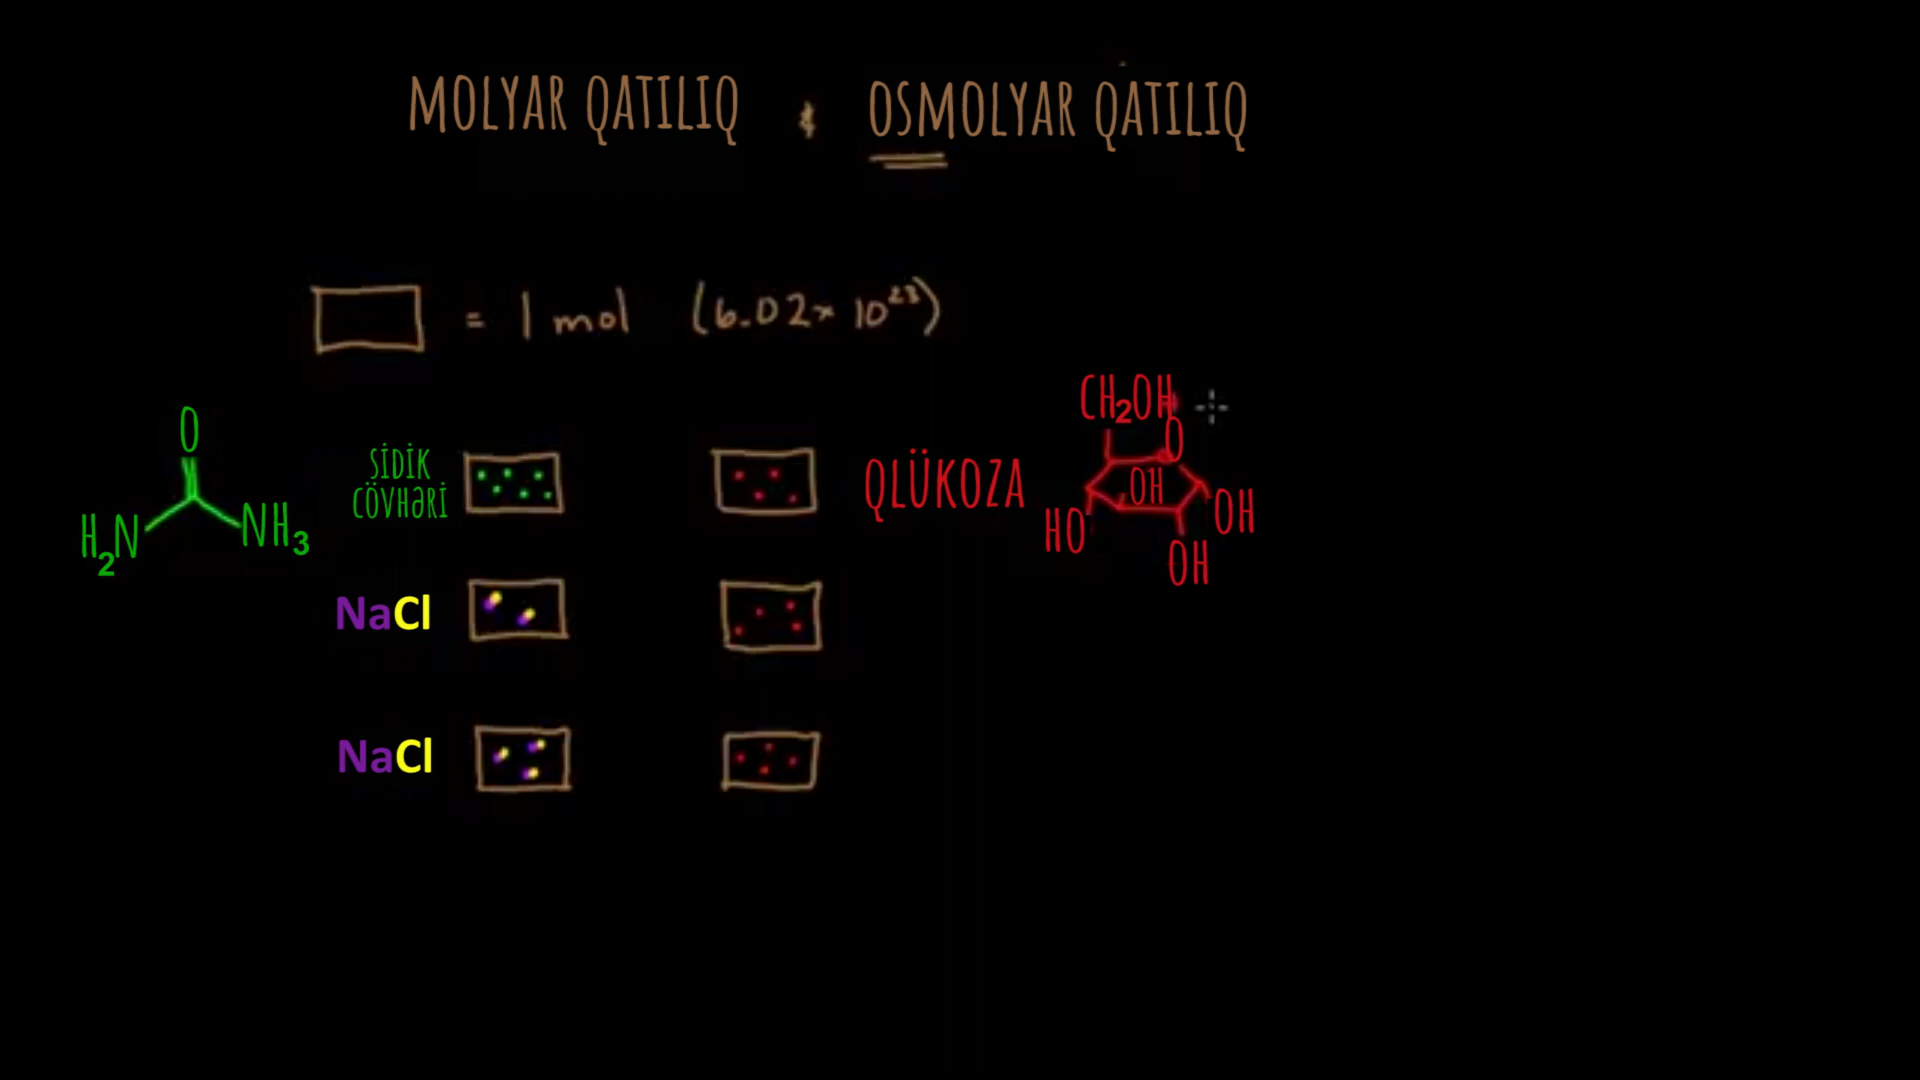 MOLYAR QATILIQ & OSMOLYAR QATILIQ
= 1 mol (6.02 × 10²³)
O
H₂N NH₃
SİDİK
CÖVHƏRİ
QLÜKOZA
CH₂OH
O
OH
HO
OH
OH
NaCl
NaCl